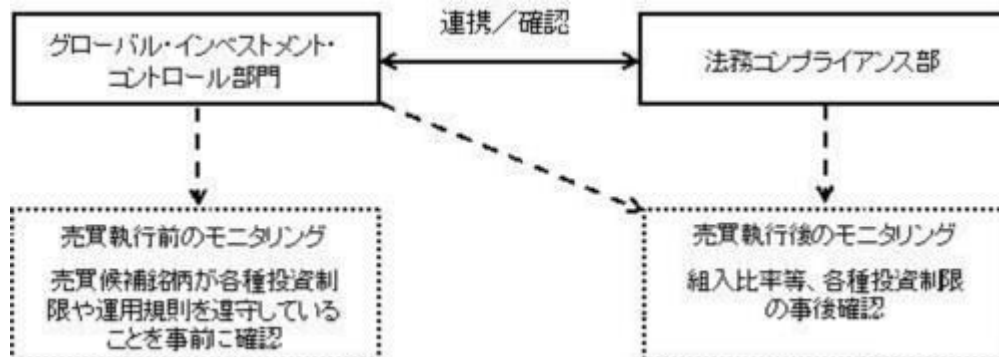 連携／確認
グローバル・インベストメント・
コントロール部門
法務コンプライアンス部
売買執行前のモニタリング
売買候補銘柄が各種投資制
限や運用規則を遵守している
ことを事前に確認
売買執行後のモニタリング
組入比率等、各種投資制限
の事後確認